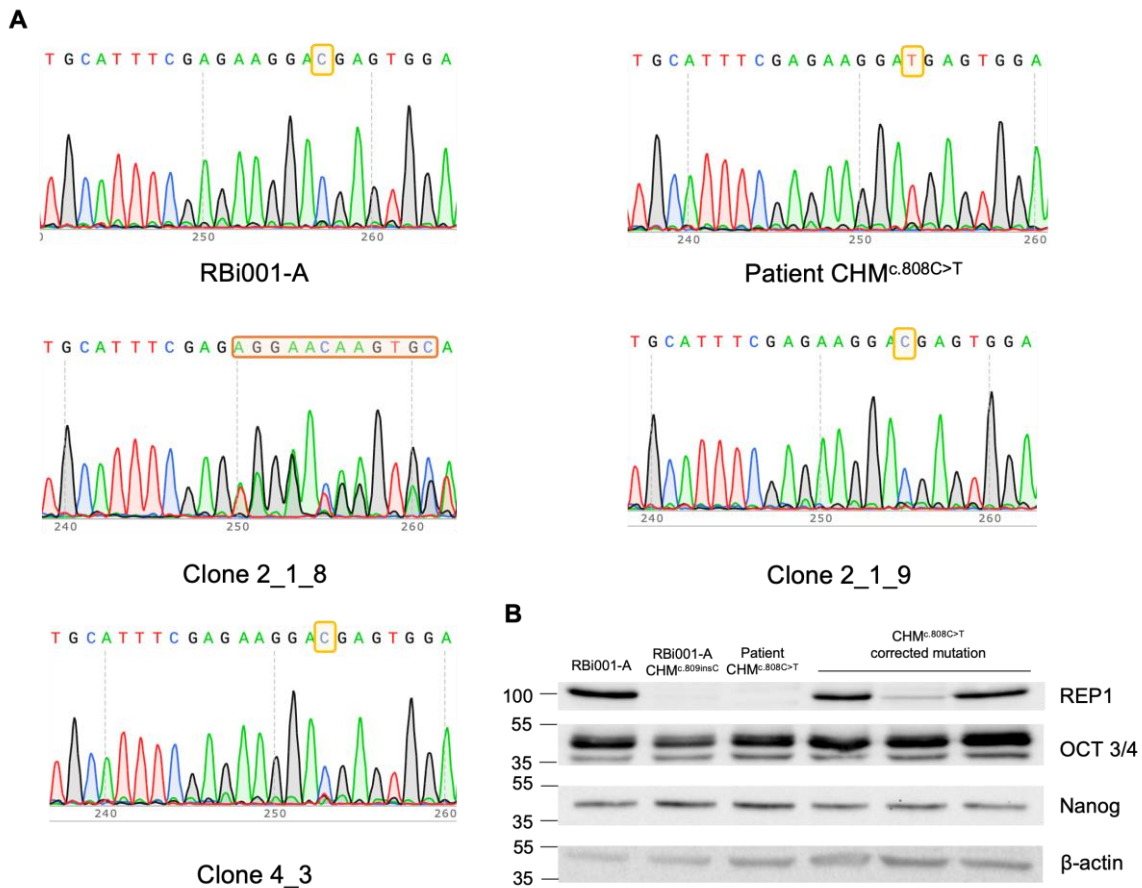 A
T G C A T T T C G A G A A G G A C G A G T G G A
250 260
RBi001-A
T G C A T T T C G A G A A G G A T G A G T G G A
240 250 260
Patient CHM^c.808C>T
T G C A T T T C G A G A G G A A C A A G T G C A
240 250 260
Clone 2_1_8
T G C A T T T C G A G A A G G A C G A G T G G A
240 250 260
Clone 2_1_9
T G C A T T T C G A G A A G G A C G A G T G G A
240 250 260
Clone 4_3
B
RBi001-A
RBi001-A
CHM^c.809insC
Patient
CHM^c.808C>T
CHM^c.808C>T
corrected mutation
100 REP1
55
35
OCT 3/4
55
35
Nanog
55
35
β-actin